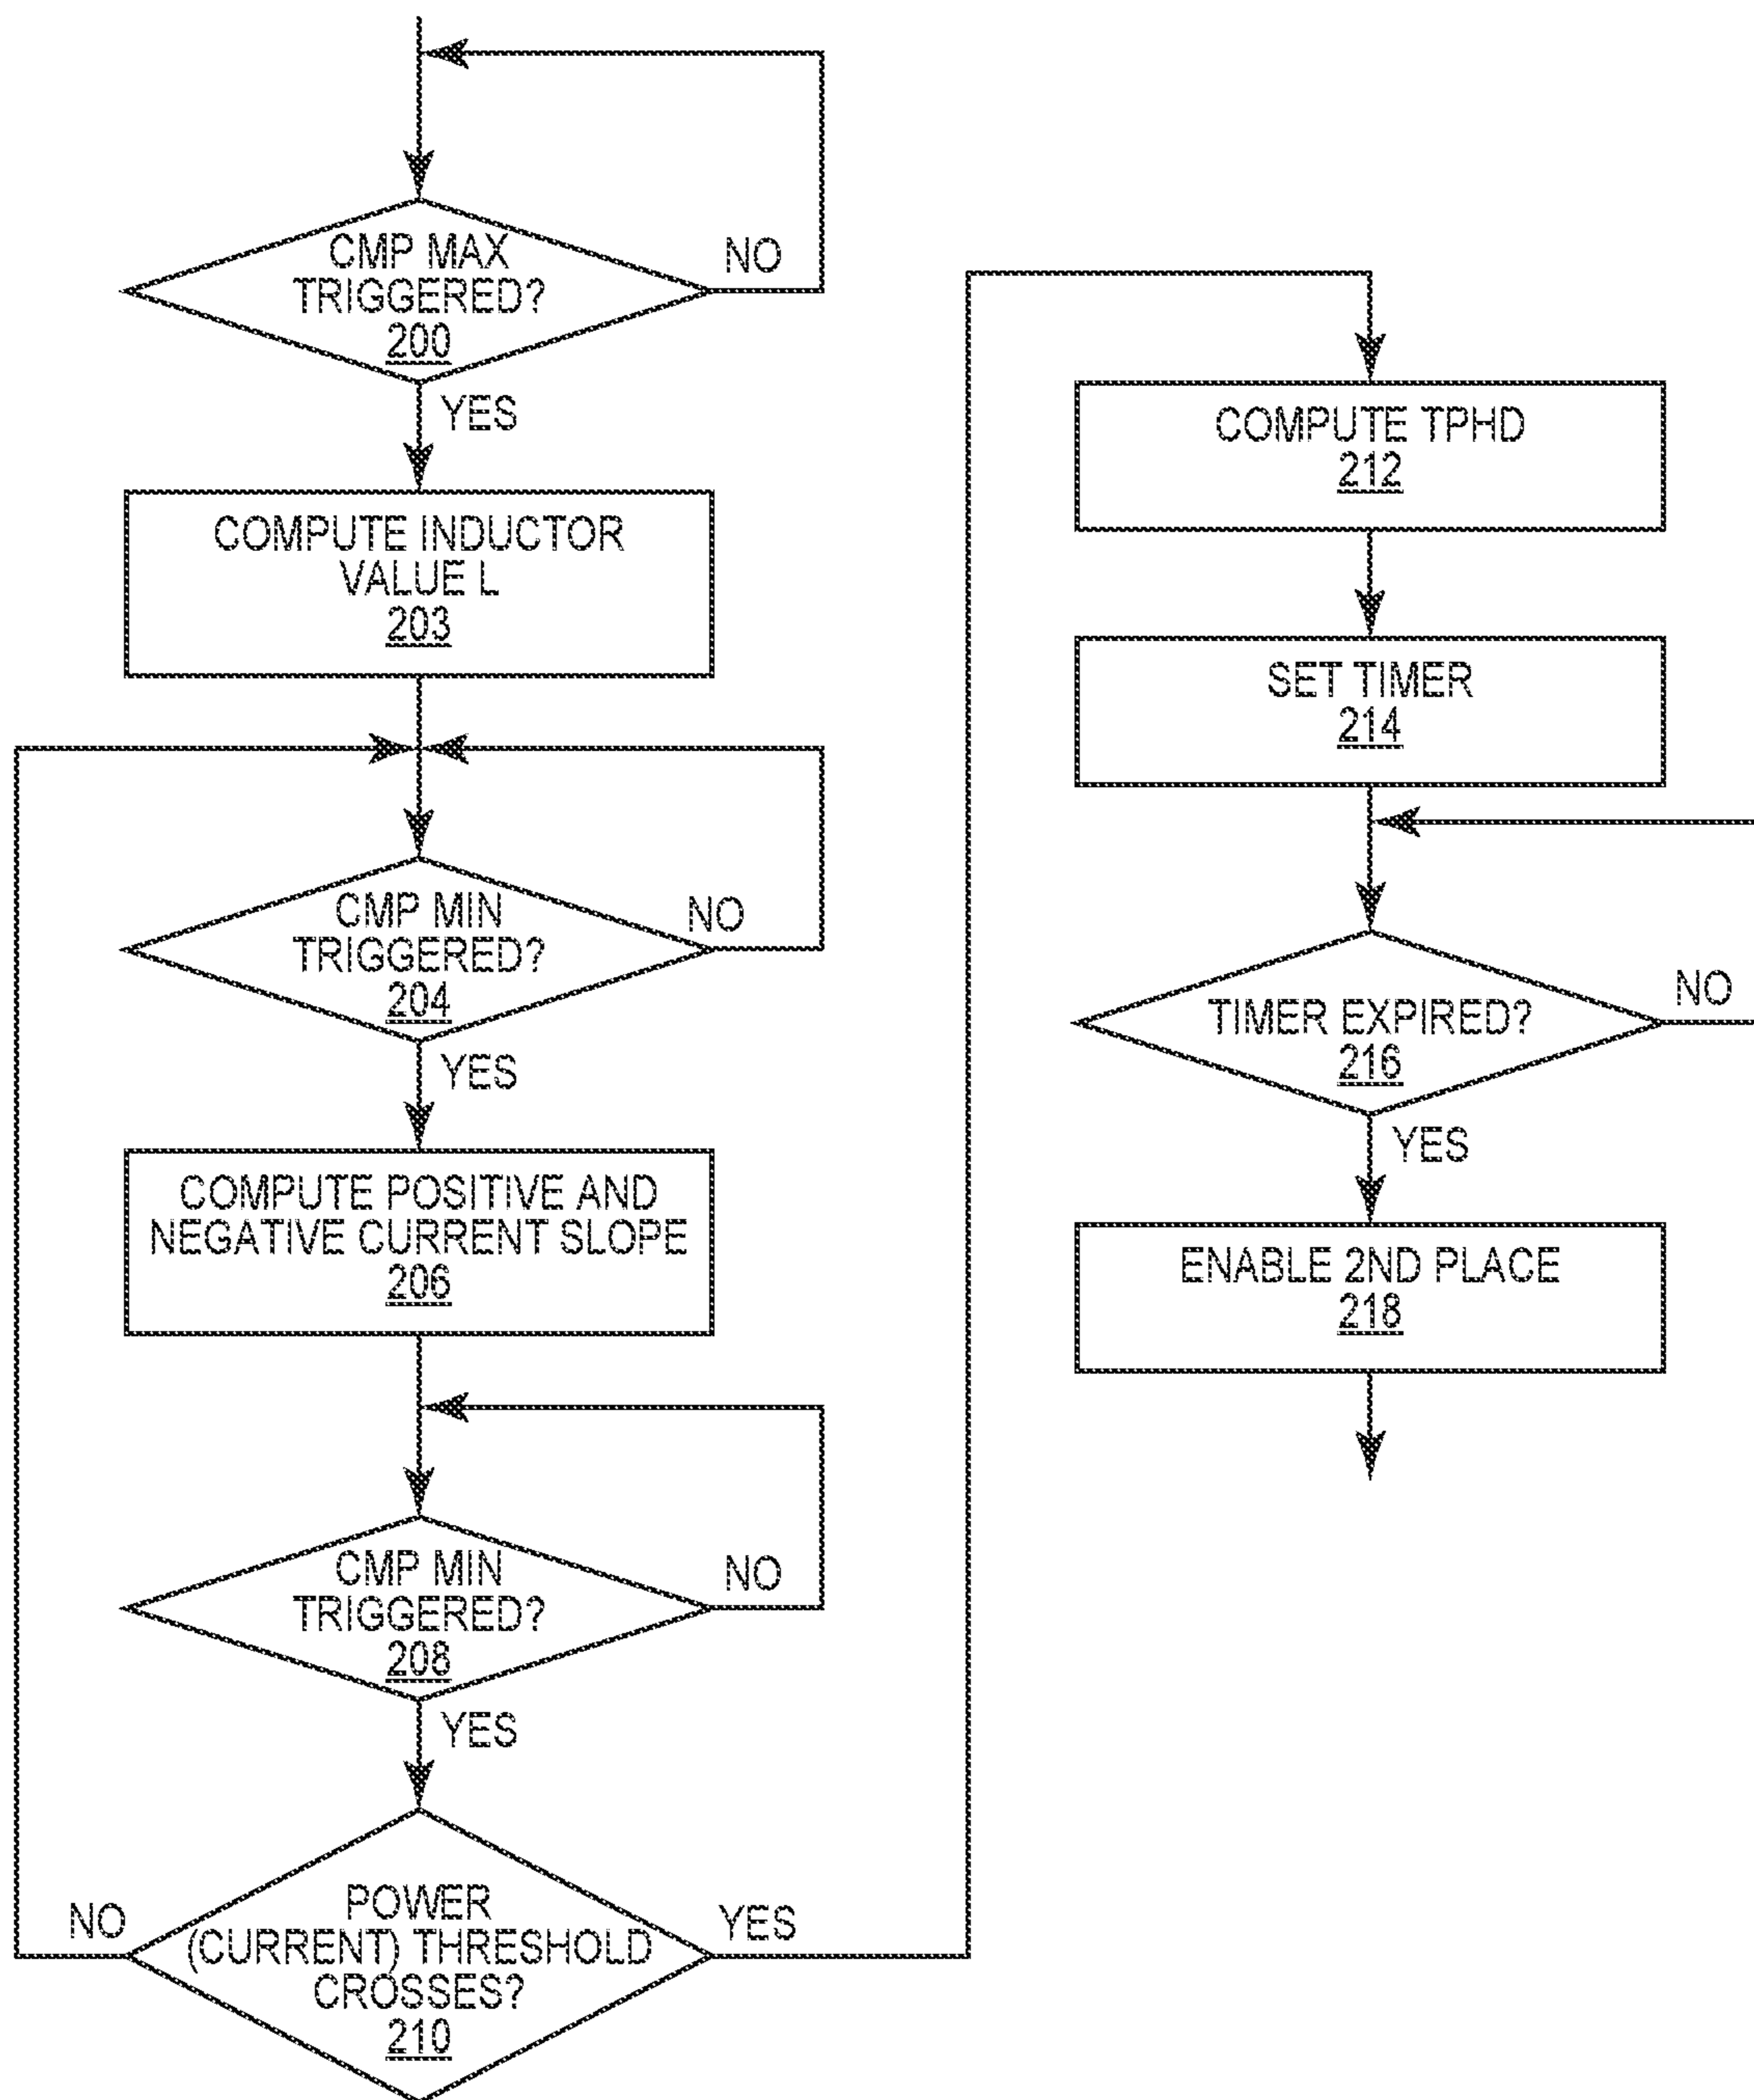 CMP MAX
TRIGGERED?
200
NO
YES
COMPUTE INDUCTOR
VALUE L
203
CMP MIN
TRIGGERED?
204
NO
YES
COMPUTE POSITIVE AND
NEGATIVE CURRENT SLOPE
206
CMP MIN
TRIGGERED?
208
NO
YES
POWER
(CURRENT) THRESHOLD
CROSSES?
210
NO
YES
COMPUTE TPHD
212
SET TIMER
214
TIMER EXPIRED?
216
NO
YES
ENABLE 2ND PLACE
218